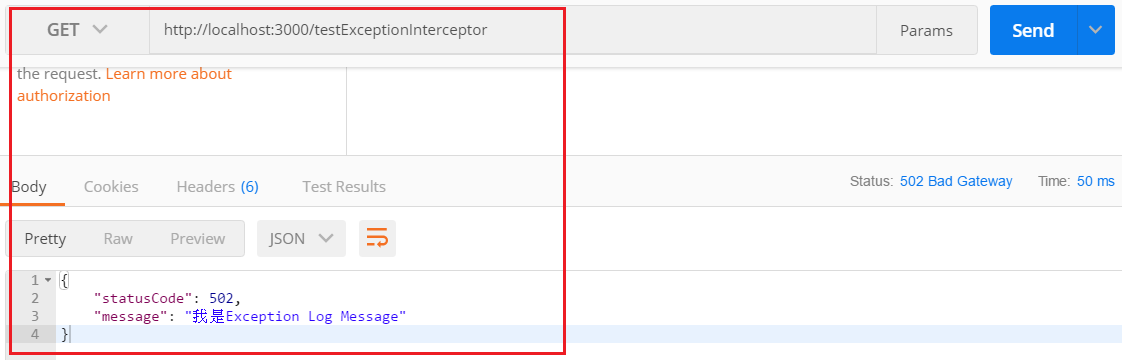 GET http://localhost:3000/testExceptionInterceptor Params Send
the request. Learn more about
authorization
Body Cookies Headers (6) Test Results Status: 502 Bad Gateway Time: 50 ms
Pretty Raw Preview JSON
1 {
2 "statusCode": 502,
3 "message": "我是Exception Log Message"
4 }